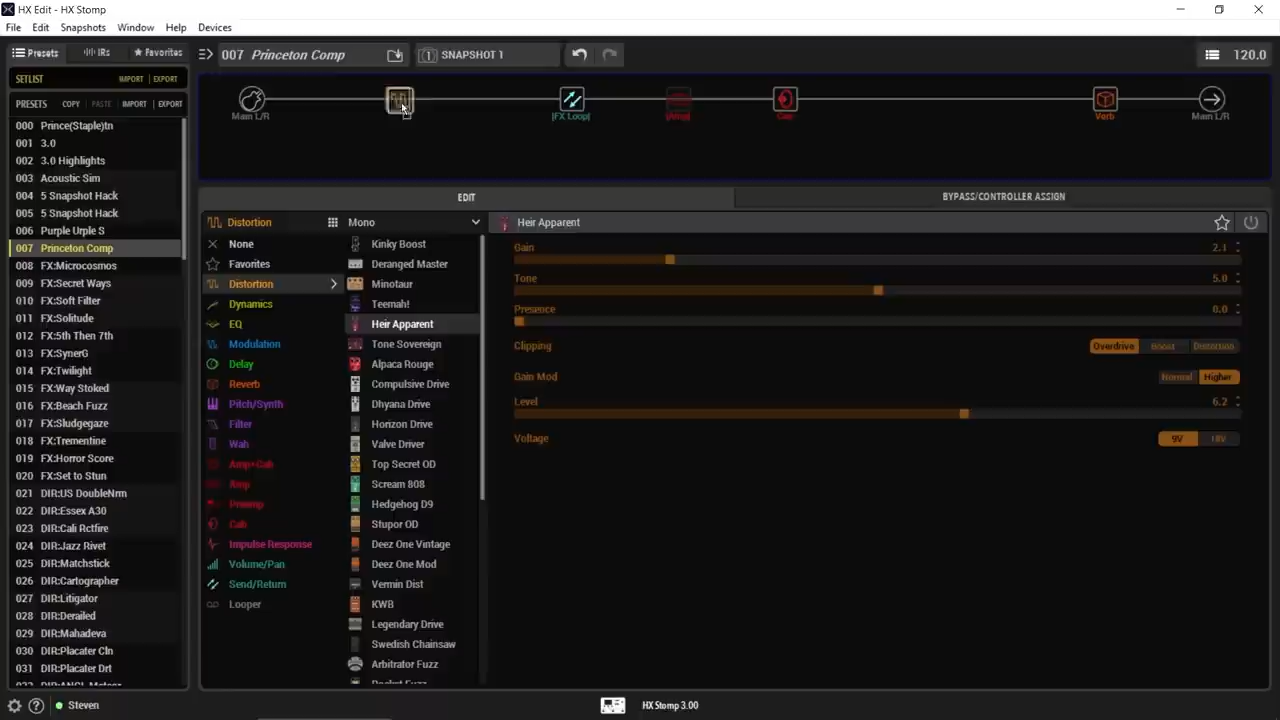 HX Edit - HX Stomp
File Edit Snapshots Window Help Devices
Presets IRs Favorites 007 Princeton Comp 1 SNAPSHOT 1 120.0
SETLIST IMPORT EXPORT
PRESETS COPY PASTE IMPORT EXPORT
Main L/R |FX Loop| |Amp| Cab Verb Main L/R
000 Prince(Staple)tn
001 3.0
002 3.0 Highlights
003 Acoustic Sim
004 5 Snapshot Hack
005 5 Snapshot Hack
006 Purple Urple S
007 Princeton Comp
008 FX:Microcosmos
009 FX:Secret Ways
010 FX:Soft Filter
011 FX:Solitude
012 FX:5th Then 7th
013 FX:SynerG
014 FX:Twilight
015 FX:Way Stoked
016 FX:Beach Fuzz
017 FX:Sludgegaze
018 FX:Trementine
019 FX:Horror Score
020 FX:Set to Stun
021 DIR:US DoubleNrm
022 DIR:Essex A30
023 DIR:Cali Rctfire
024 DIR:Jazz Rivet
025 DIR:Matchstick
026 DIR:Cartographer
027 DIR:Litigator
028 DIR:Derailed
029 DIR:Mahadeva
030 DIR:Placater Cln
031 DIR:Placater Drt
EDIT BYPASS/CONTROLLER ASSIGN
Distortion Mono
None
Favorites
Distortion
Dynamics
EQ
Modulation
Delay
Reverb
Pitch/Synth
Filter
Wah
Amp+Cab
Amp
Preamp
Cab
Impulse Response
Volume/Pan
Send/Return
Looper
Kinky Boost
Deranged Master
Minotaur
Teemah!
Heir Apparent
Tone Sovereign
Alpaca Rouge
Compulsive Drive
Dhyana Drive
Horizon Drive
Valve Driver
Top Secret OD
Scream 808
Hedgehog D9
Stupor OD
Deez One Vintage
Deez One Mod
Vermin Dist
KWB
Legendary Drive
Swedish Chainsaw
Arbitrator Fuzz
Heir Apparent
Gain 2.1
Tone 5.0
Presence 0.0
Clipping Overdrive Boost Distortion
Gain Mod Normal Higher
Level 6.2
Voltage 9V 18V
Steven HX Stomp 3.00